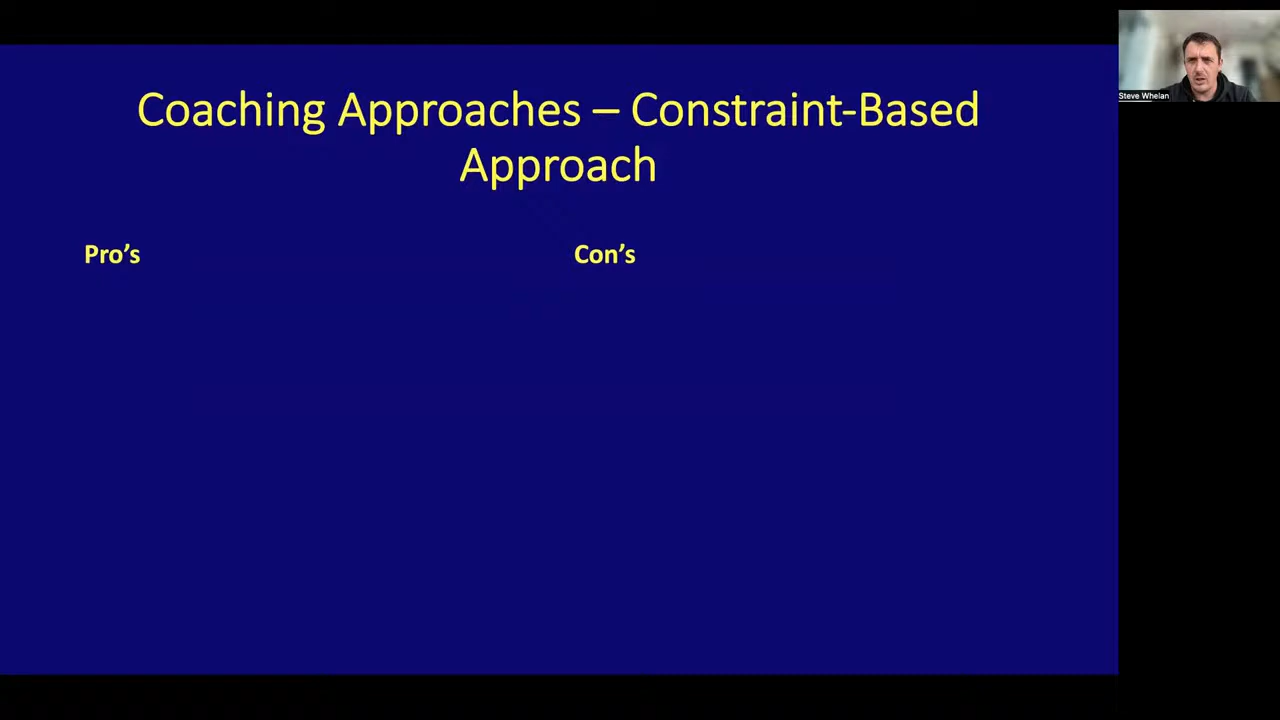 Coaching Approaches – Constraint-Based
Approach
Pro’s
Con’s
Steve Whelan